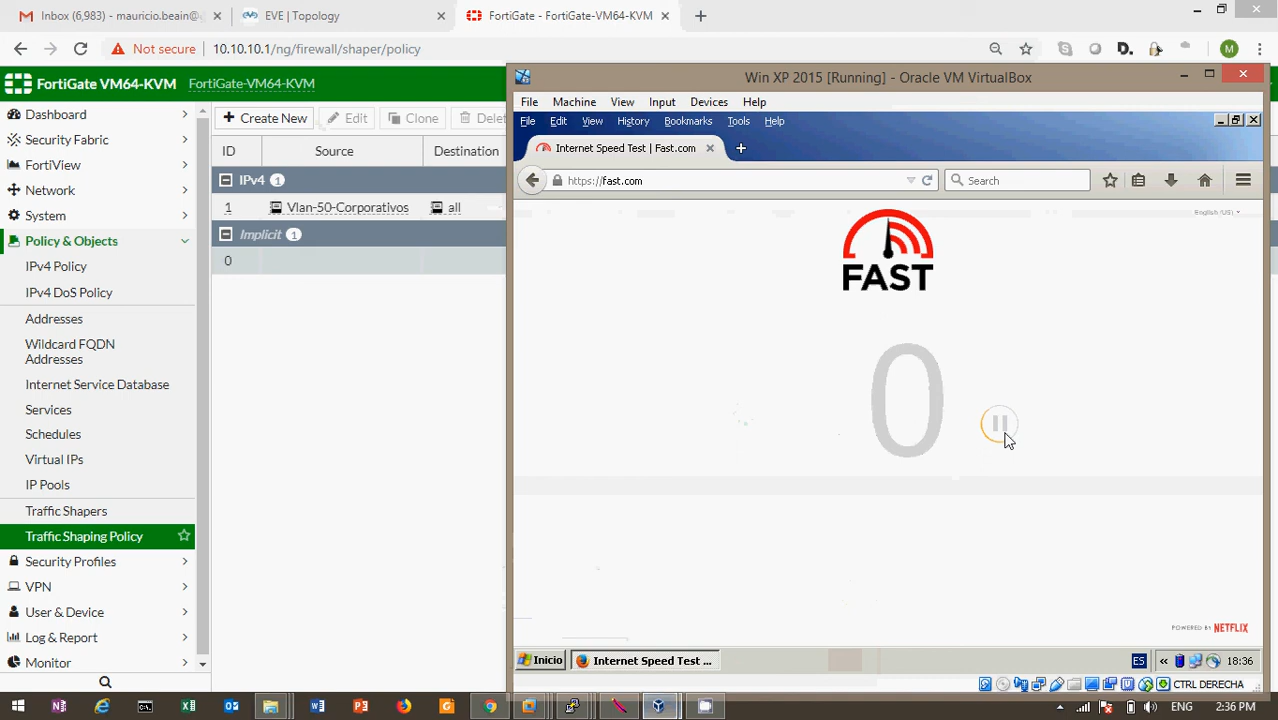 Inbox (6,983) - mauricio.beain@
EVE | Topology
FortiGate - FortiGate-VM64-KVM
Not secure
10.10.10.1/ng/firewall/shaper/policy
M
FortiGate VM64-KVM
FortiGate-VM64-KVM
Dashboard
Security Fabric
FortiView
Network
System
Policy & Objects
IPv4 Policy
IPv4 DoS Policy
Addresses
Wildcard FQDN
Addresses
Internet Service Database
Services
Schedules
Virtual IPs
IP Pools
Traffic Shapers
Traffic Shaping Policy
Security Profiles
VPN
User & Device
Log & Report
Monitor
Create New
Edit
Clone
Delet
ID
Source
Destination
IPv4 1
1
Vlan-50-Corporativos
all
Implicit 1
0
Win XP 2015 [Running] - Oracle VM VirtualBox
File Machine View Input Devices Help
File Edit View History Bookmarks Tools Help
Internet Speed Test | Fast.com
https://fast.com
Search
English (US)
FAST
0
POWERED BY NETFLIX
Inicio
Internet Speed Test ...
ES
18:36
CTRL DERECHA
ENG
2:36 PM